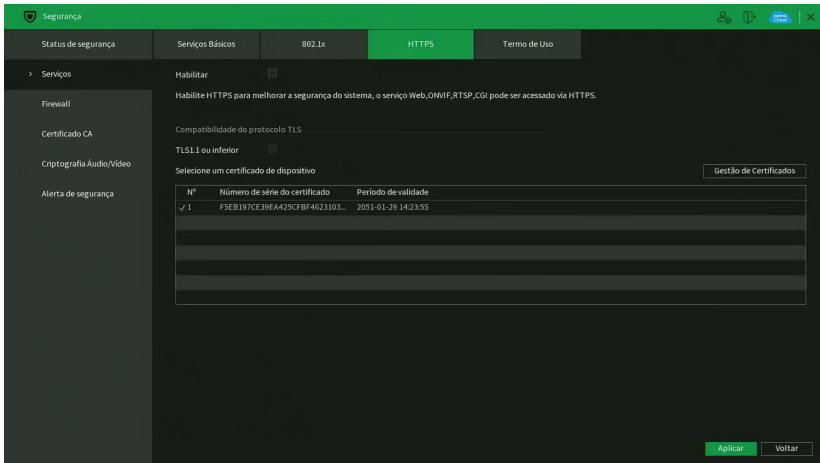 Segurança
Cloud
Status de segurança
Serviços Básicos
802.1x
HTTPS
Termo de Uso
Serviços
Firewall
Certificado CA
Criptografia Áudio/Vídeo
Alerta de segurança
Habilitar
Habilite HTTPS para melhorar a segurança do sistema, o serviço Web,ONVIF,RTSP,CGI pode ser acessado via HTTPS.
Compatibilidade do protocolo TLS
TLS1.1 ou inferior
Selecione um certificado de dispositivo
Gestão de Certificados
Nº Número de série do certificado Período de validade
1 F5EB197CE39EA425CFBF4623103... 2051-01-29 14:23:55
Aplicar
Voltar